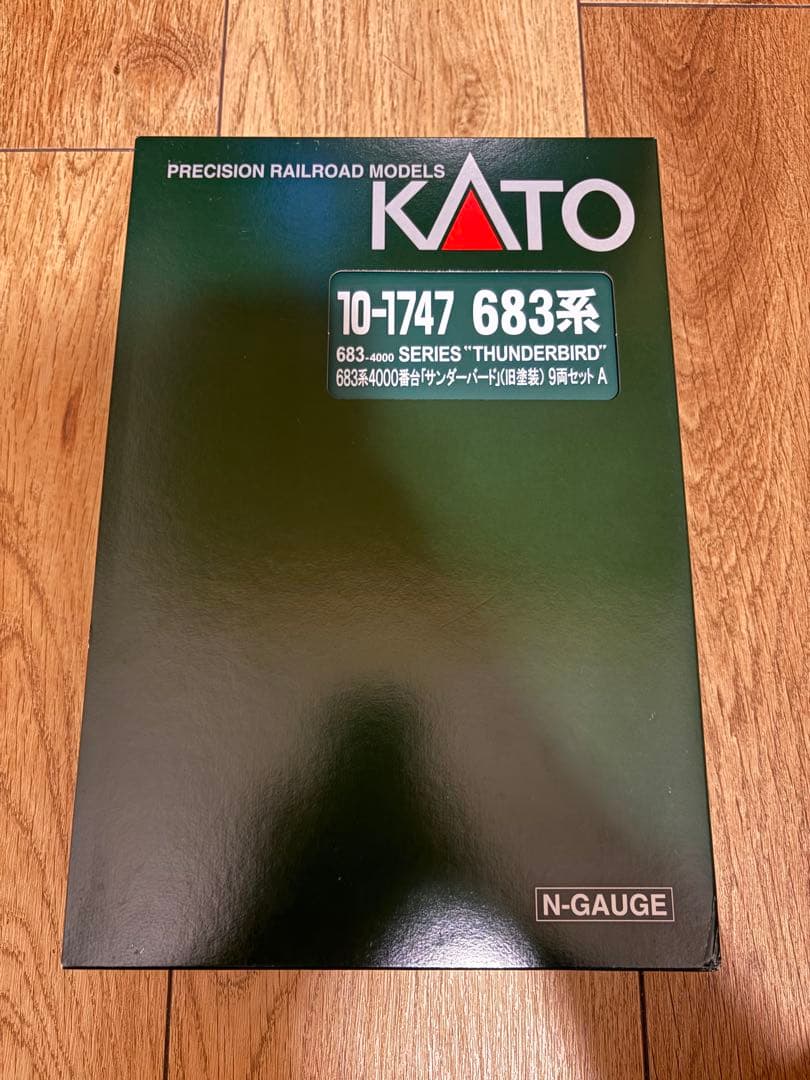 PRECISION RAILROAD MODELS
KATO
10-1747 683系
683-4000 SERIES "THUNDERBIRD"
683系4000番台「サンダーバード」(旧塗装) 9両セット A
N-GAUGE